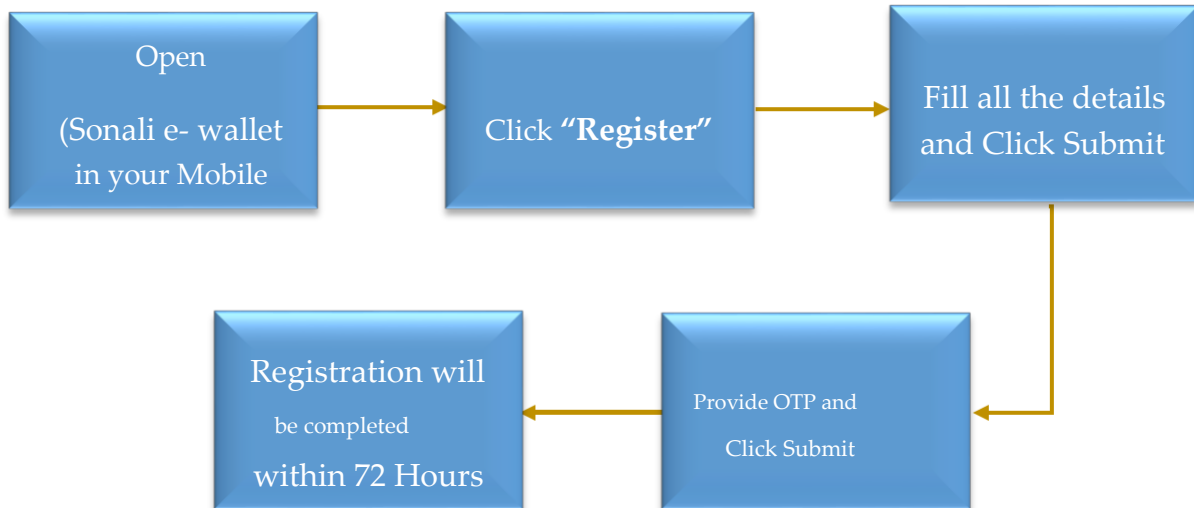 Open
(Sonali e- wallet
in your Mobile
Click “Register”
Fill all the details
and Click Submit
Provide OTP and
Click Submit
Registration will
be completed
within 72 Hours